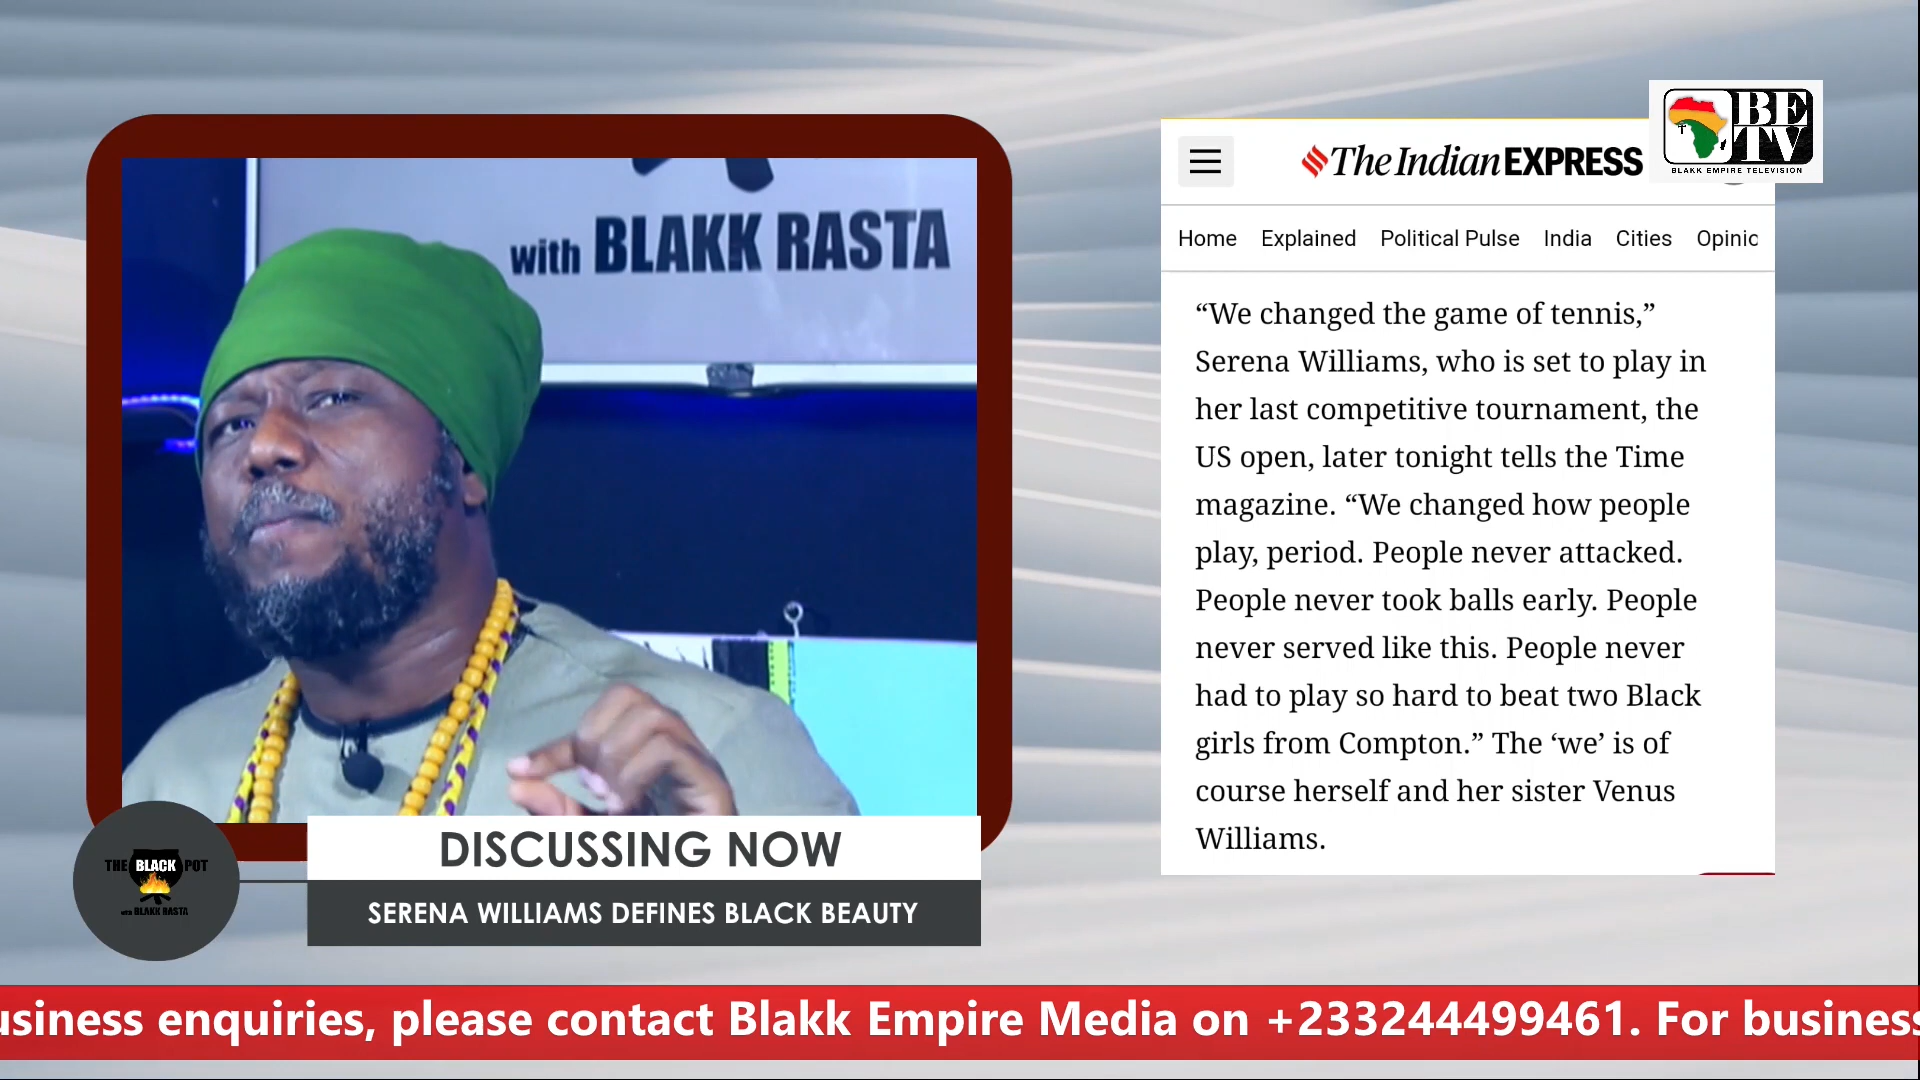 with BLAKK RASTA
BE
TV
BLAKK EMPIRE TELEVISION
The Indian EXPRESS
Home Explained Political Pulse India Cities Opinic
“We changed the game of tennis,”
Serena Williams, who is set to play in
her last competitive tournament, the
US open, later tonight tells the Time
magazine. “We changed how people
play, period. People never attacked.
People never took balls early. People
never served like this. People never
had to play so hard to beat two Black
girls from Compton.” The ‘we’ is of
course herself and her sister Venus
Williams.
THE BLACK POT
with BLAKK RASTA
DISCUSSING NOW
SERENA WILLIAMS DEFINES BLACK BEAUTY
usiness enquiries, please contact Blakk Empire Media on +233244499461. For business